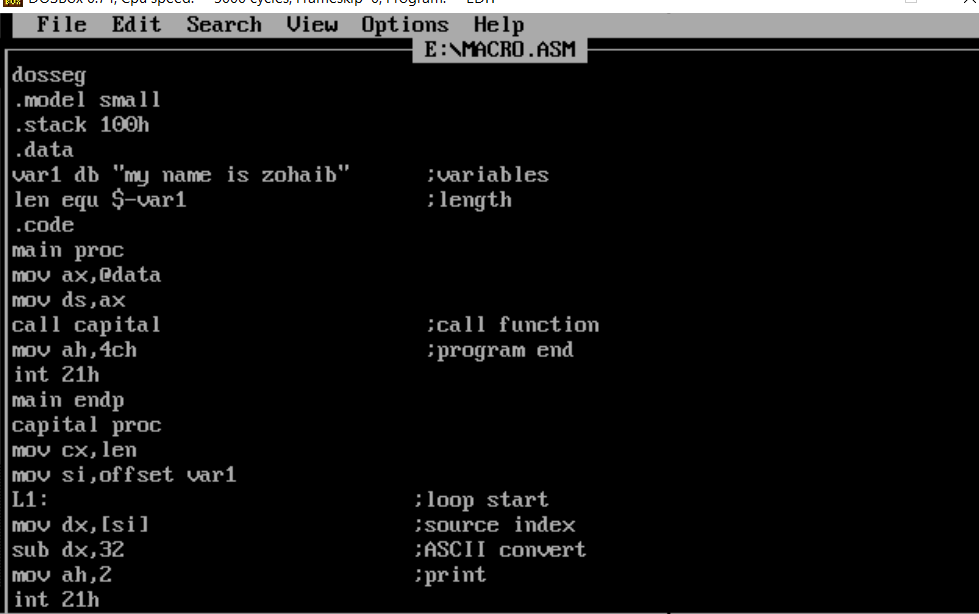 DOSBox 0.74, Cpu speed: 3000 cycles, Frameskip 0, Program: EDIT
File Edit Search View Options Help
E:\MACRO.ASM
dosseg
.model small
.stack 100h
.data
var1 db "my name is zohaib" ;variables
len equ $-var1 ;length
.code
main proc
mov ax,@data
mov ds,ax
call capital ;call function
mov ah,4ch ;program end
int 21h
main endp
capital proc
mov cx,len
mov si,offset var1
L1: ;loop start
mov dx,[si] ;source index
sub dx,32 ;ASCII convert
mov ah,2 ;print
int 21h